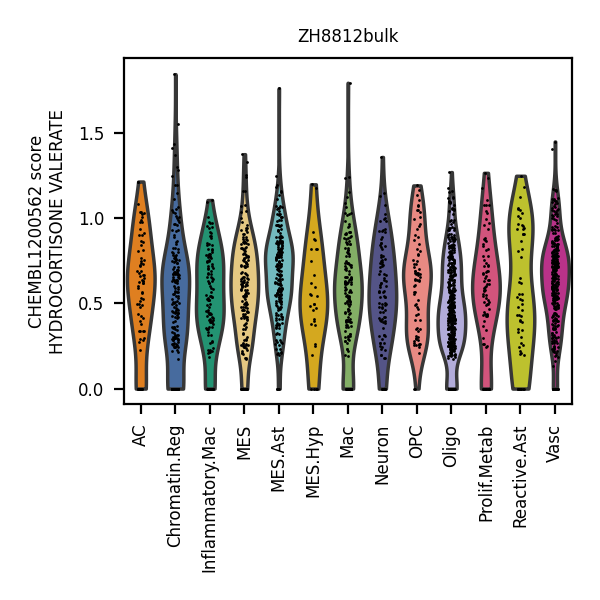 ZH8812bulk
CHEMBL1200562 score
HYDROCORTISONE VALERATE
1.5
1.0
0.5
0.0
AC
Chromatin.Reg
Inflammatory.Mac
MES
MES.Ast
MES.Hyp
Mac
Neuron
OPC
Oligo
Prolif.Metab
Reactive.Ast
Vasc